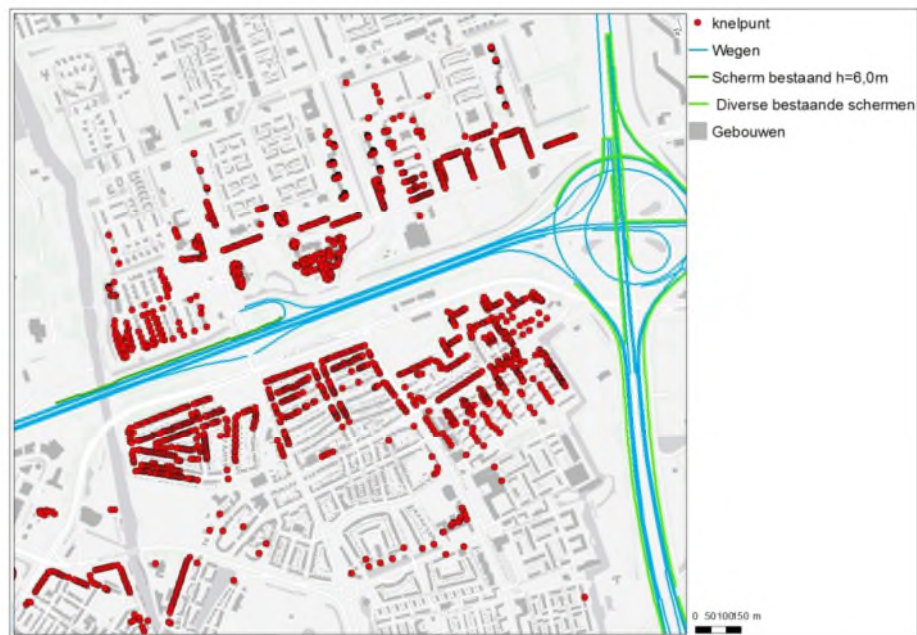 knelpunt
Wegen
Scherm bestaand h=6,0m
Diverse bestaande schermen
Gebouwen
0 50100150 m